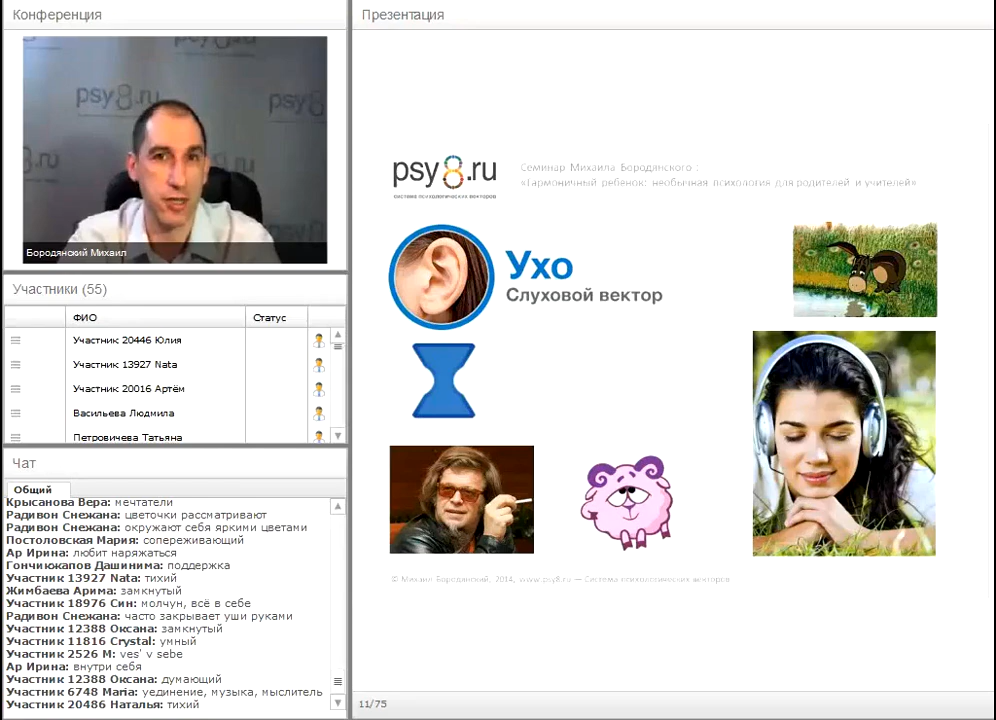 Конференция
psy8.ru
Бородянский Михаил
Участники (55)
ФИО Статус
Участник 20446 Юлия
Участник 13927 Nata
Участник 20016 Артём
Васильева Людмила
Петровичева Татьяна
Чат
Общий
Крысанова Вера: мечтатели
Радивон Снежана: цветочки рассматривают
Радивон Снежана: окружают себя яркими цветами
Постоловская Мария: сопереживающий
Ар Ирина: любит наряжаться
Гончикжапов Дашинима: поддержка
Участник 13927 Nata: тихий
Жимбаева Арима: замкнутый
Участник 18976 Син: молчун, всё в себе
Радивон Снежана: часто закрывает уши руками
Участник 12388 Оксана: замкнутый
Участник 11816 Crystal: умный
Участник 2526 М: ves' v sebe
Ар Ирина: внутри себя
Участник 12388 Оксана: думающий
Участник 6748 Maria: уединение, музыка, мыслитель
Участник 20486 Наталья: тихий
Презентация
psy8.ru
система психологических векторов
Семинар Михаила Бородянского :
«Гармоничный ребенок: необычная психология для родителей и учителей»
Ухо
Слуховой вектор
© Михаил Бородянский, 2014, www.psy8.ru — Система психологических векторов
11/75